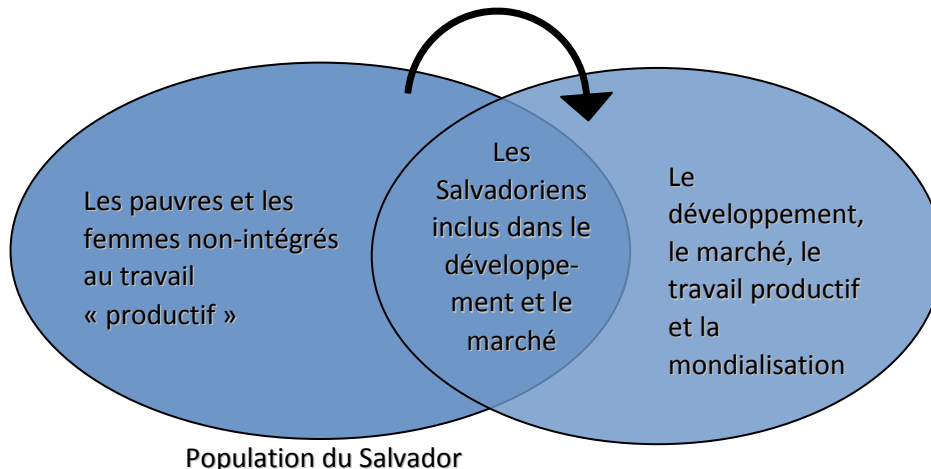 Les pauvres et les
femmes non-intégrés
au travail
« productif »
Les
Salvadoriens
inclus dans le
développe-
ment et le
marché
Le
développement,
le marché, le
travail productif
et la
mondialisation
Population du Salvador